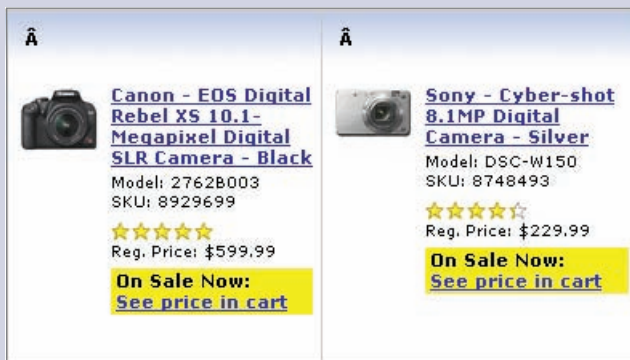 Â
Canon - EOS Digital
Rebel XS 10.1-
Megapixel Digital
SLR Camera - Black
Model: 2762B003
SKU: 8929699
Reg. Price: $599.99
On Sale Now:
See price in cart
Â
Sony - Cyber-shot
8.1MP Digital
Camera - Silver
Model: DSC-W150
SKU: 8748493
Reg. Price: $229.99
On Sale Now:
See price in cart